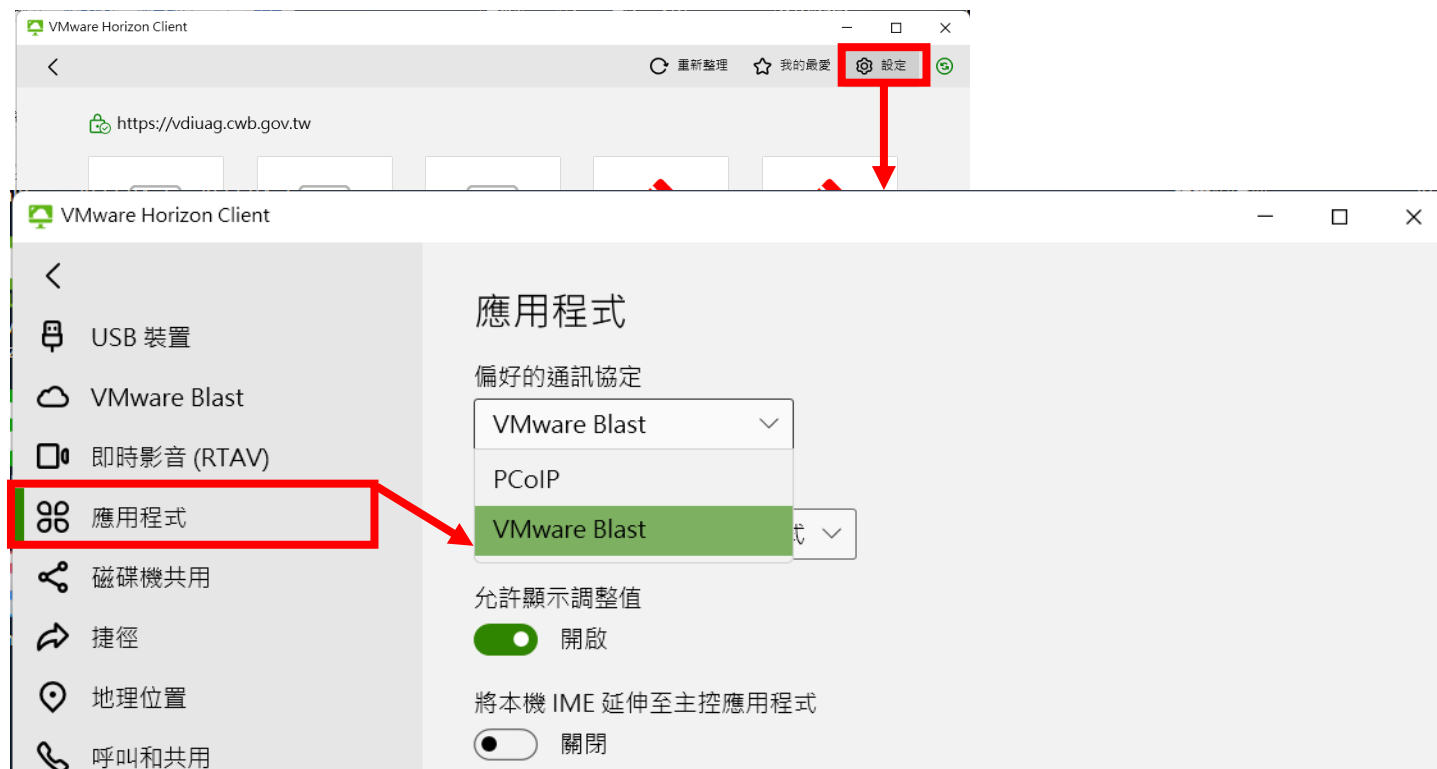 VMware Horizon Client
重新整理 我的最愛 設定
https://vdiuag.cwb.gov.tw
VMware Horizon Client
應用程式
偏好的通訊協定
USB 裝置
VMware Blast
VMware Blast
即時影音 (RTAV)
PCoIP
應用程式
VMware Blast
式
磁碟機共用
允許顯示調整值
捷徑
開啟
地理位置
將本機 IME 延伸至主控應用程式
呼叫和共用
關閉